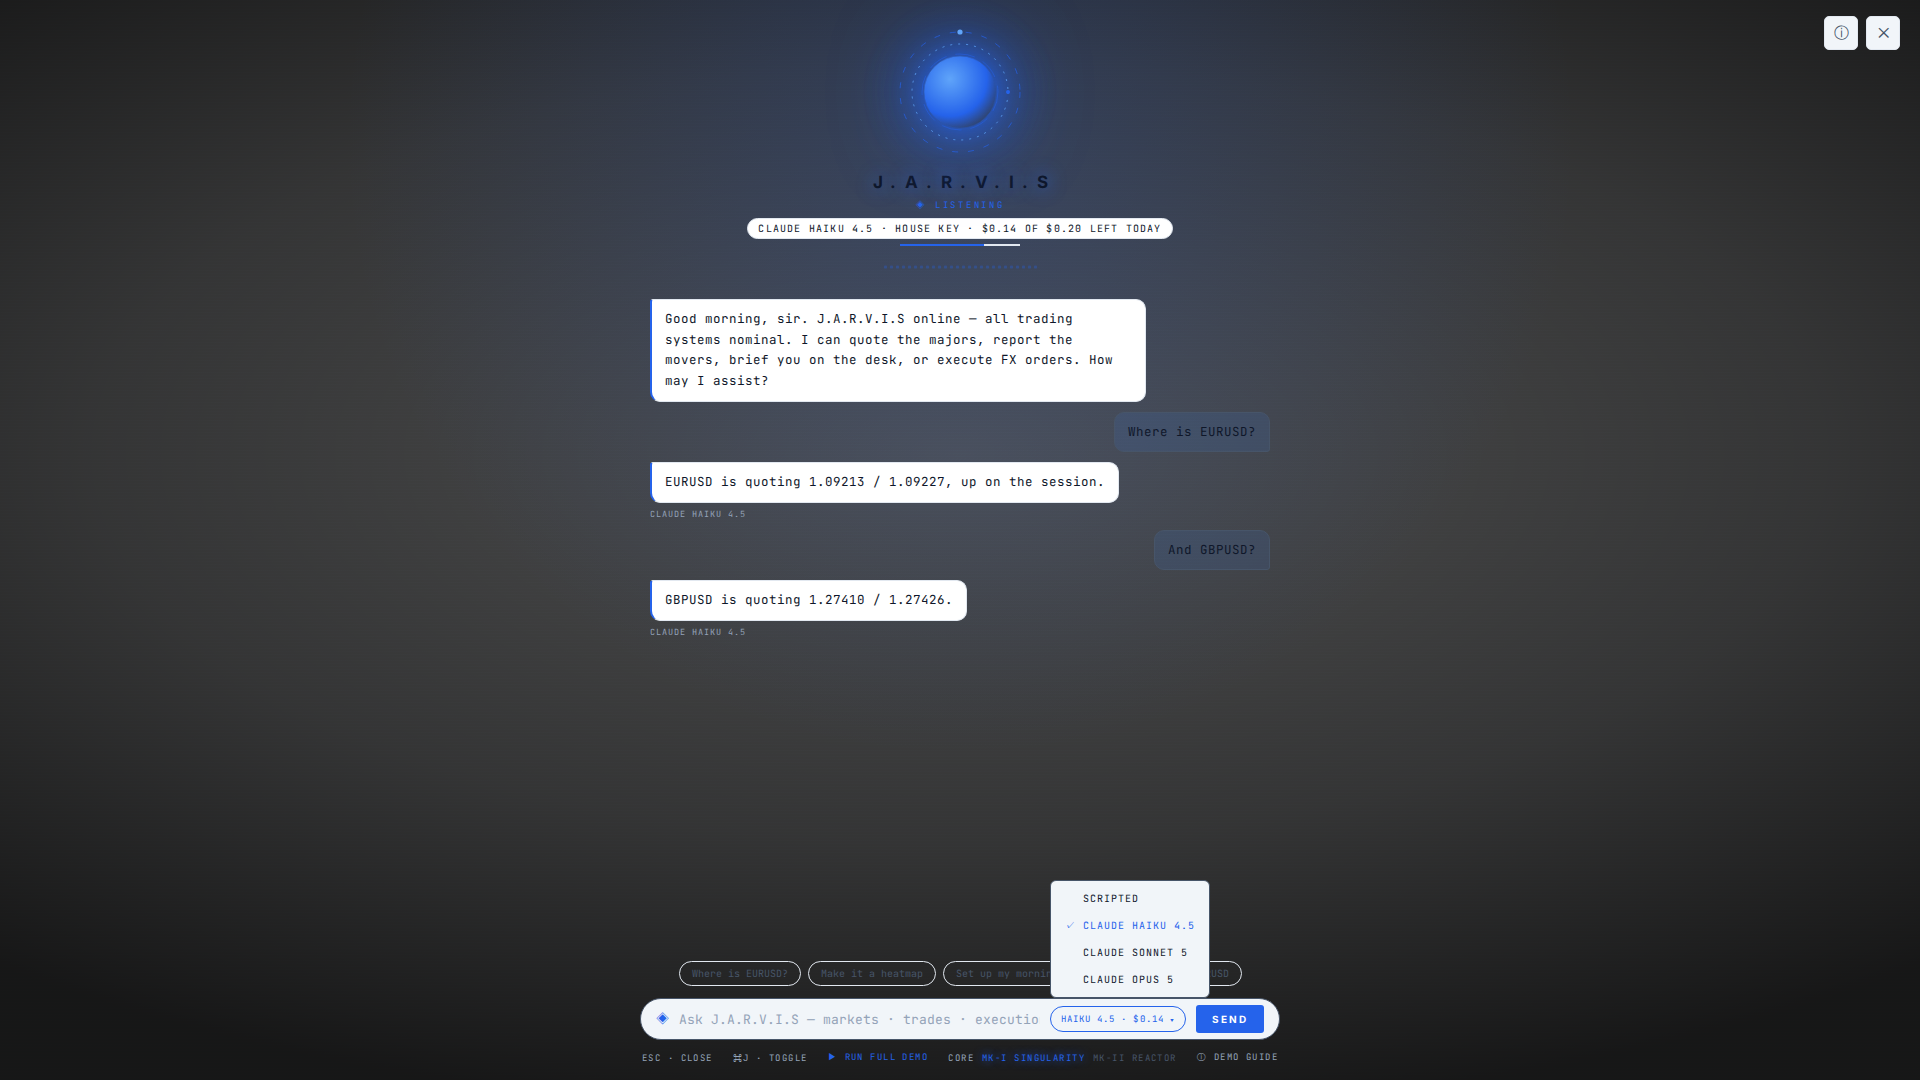 J.A.R.V.I.S
◈ LISTENING
CLAUDE HAIKU 4.5 · HOUSE KEY · $0.14 OF $0.20 LEFT TODAY
Good morning, sir. J.A.R.V.I.S online — all trading
systems nominal. I can quote the majors, report the
movers, brief you on the desk, or execute FX orders. How
may I assist?
Where is EURUSD?
EURUSD is quoting 1.09213 / 1.09227, up on the session.
CLAUDE HAIKU 4.5
And GBPUSD?
GBPUSD is quoting 1.27410 / 1.27426.
CLAUDE HAIKU 4.5
SCRIPTED
✓ CLAUDE HAIKU 4.5
CLAUDE SONNET 5
CLAUDE OPUS 5
Where is EURUSD?
Make it a heatmap
Set up my
◈ Ask J.A.R.V.I.S — markets · trades ·
HAIKU 4.5 · $0.14 ▾
SEND
ESC · CLOSE
⌘J · TOGGLE
▶ RUN FULL DEMO
CORE MK-I SINGULARITY MK-II REACTOR
ⓘ DEMO GUIDE